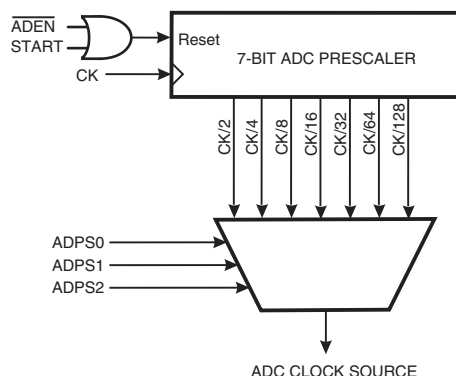 ADEN
START
Reset
7-BIT ADC PRESCALER
CK
CK/2
CK/4
CK/8
CK/16
CK/32
CK/64
CK/128
ADPS0
ADPS1
ADPS2
ADC CLOCK SOURCE